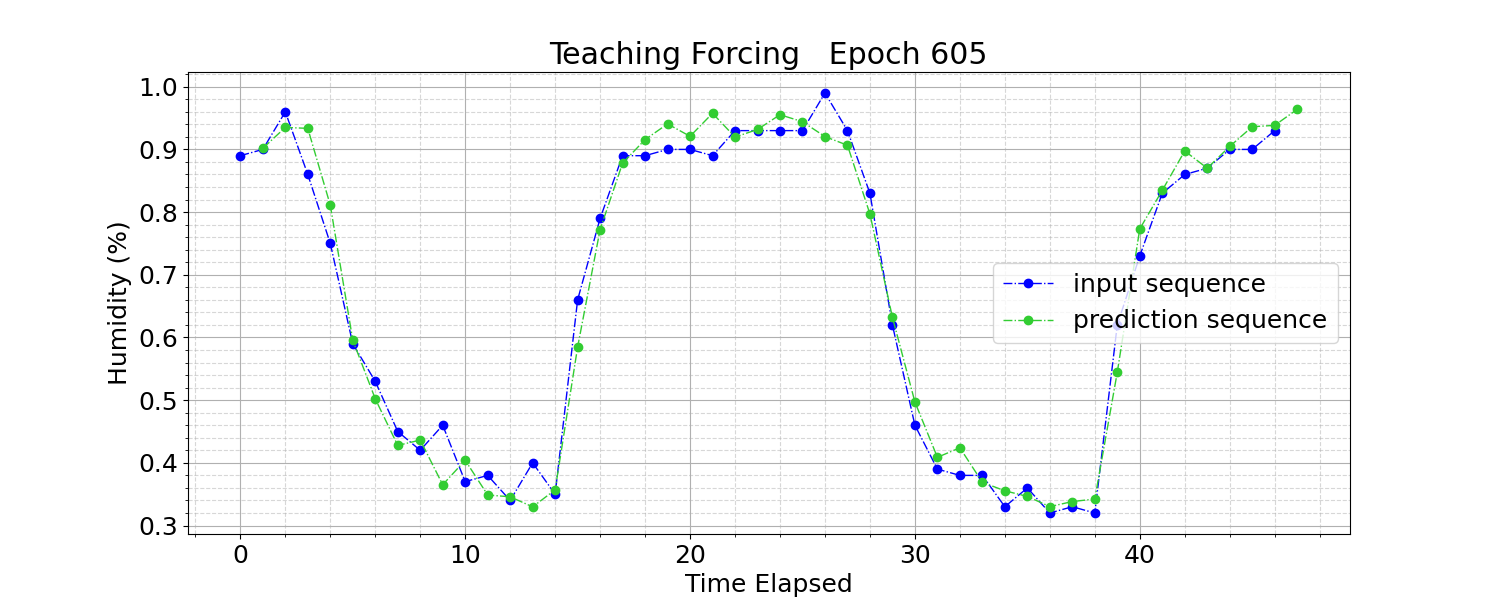 Teaching Forcing   Epoch 605
Humidity (%)
1.0
0.9
0.8
0.7
0.6
0.5
0.4
0.3
input sequence
prediction sequence
0 10 20 30 40
Time Elapsed